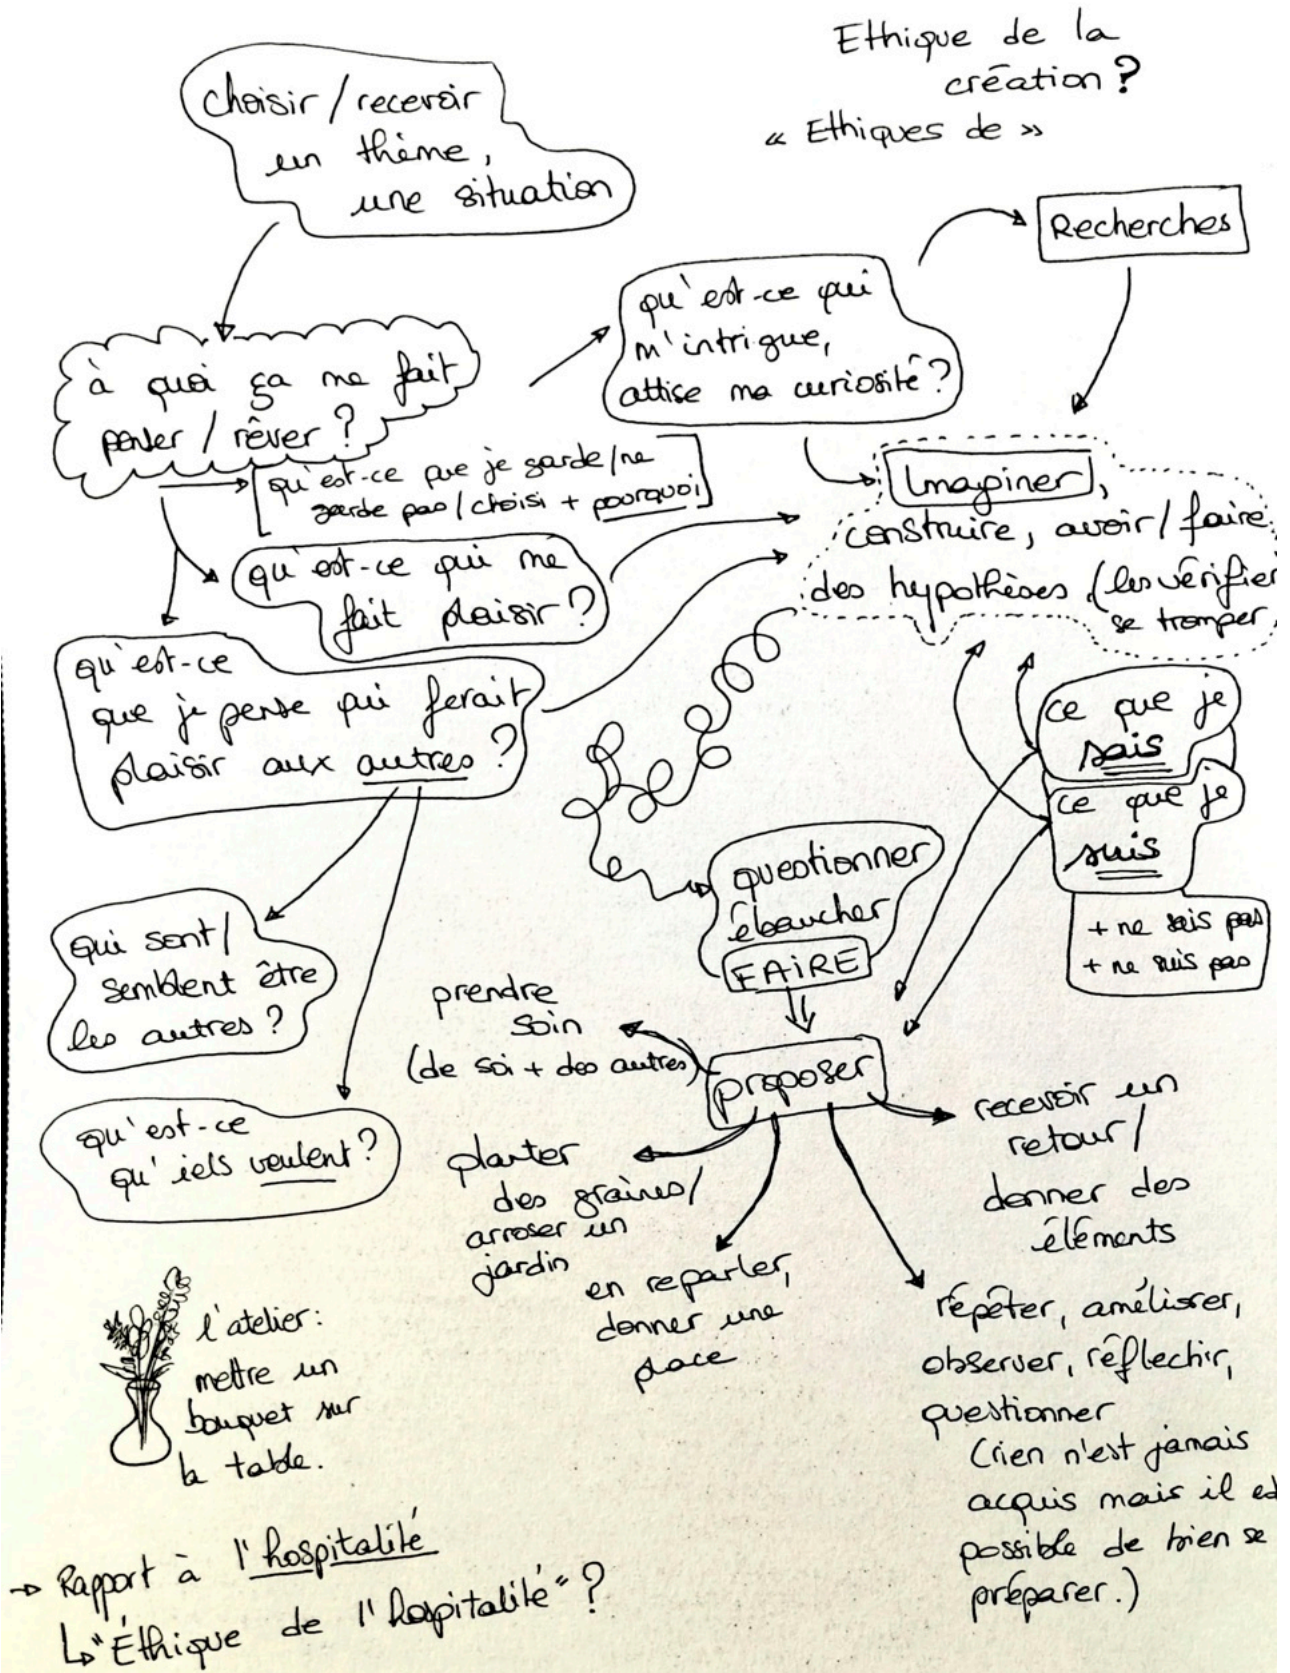 Ethique de la
création ?
« Ethiques de »
choisir / recevoir
un thème,
une situation
Recherches
qu'est-ce qui
m'intrigue,
attise ma curiosité ?
à quoi ça me fait
penser / rêver ?
qu'est-ce que je garde / ne
garde pas / choisi + pourquoi
Imaginer,
construire, avoir / faire
des hypothèses (les vérifier
se tromper,
qu'est-ce qui me
fait plaisir ?
qu'est-ce
que je pense qui ferait
plaisir aux autres ?
ce que je
sais
ce que je
suis
+ ne sais pas
+ ne suis pas
questionner
ébaucher
FAIRE
qui sont /
semblent être
les autres ?
qu'est-ce
qu'iels veulent ?
proposer
prendre
soin
(de soi + des autres)
planter
des graines /
arroser un
jardin
en reparler,
donner une
place
recevoir un
retour /
donner des
éléments
répéter, améliorer,
observer, réflechir,
questionner
(rien n'est jamais
acquis mais il es
possible de bien se
préparer.)
l'atelier :
mettre un
bouquet sur
la table.
→ Rapport à l'hospitalité
↳ "Éthique de l'hospitalité" ?